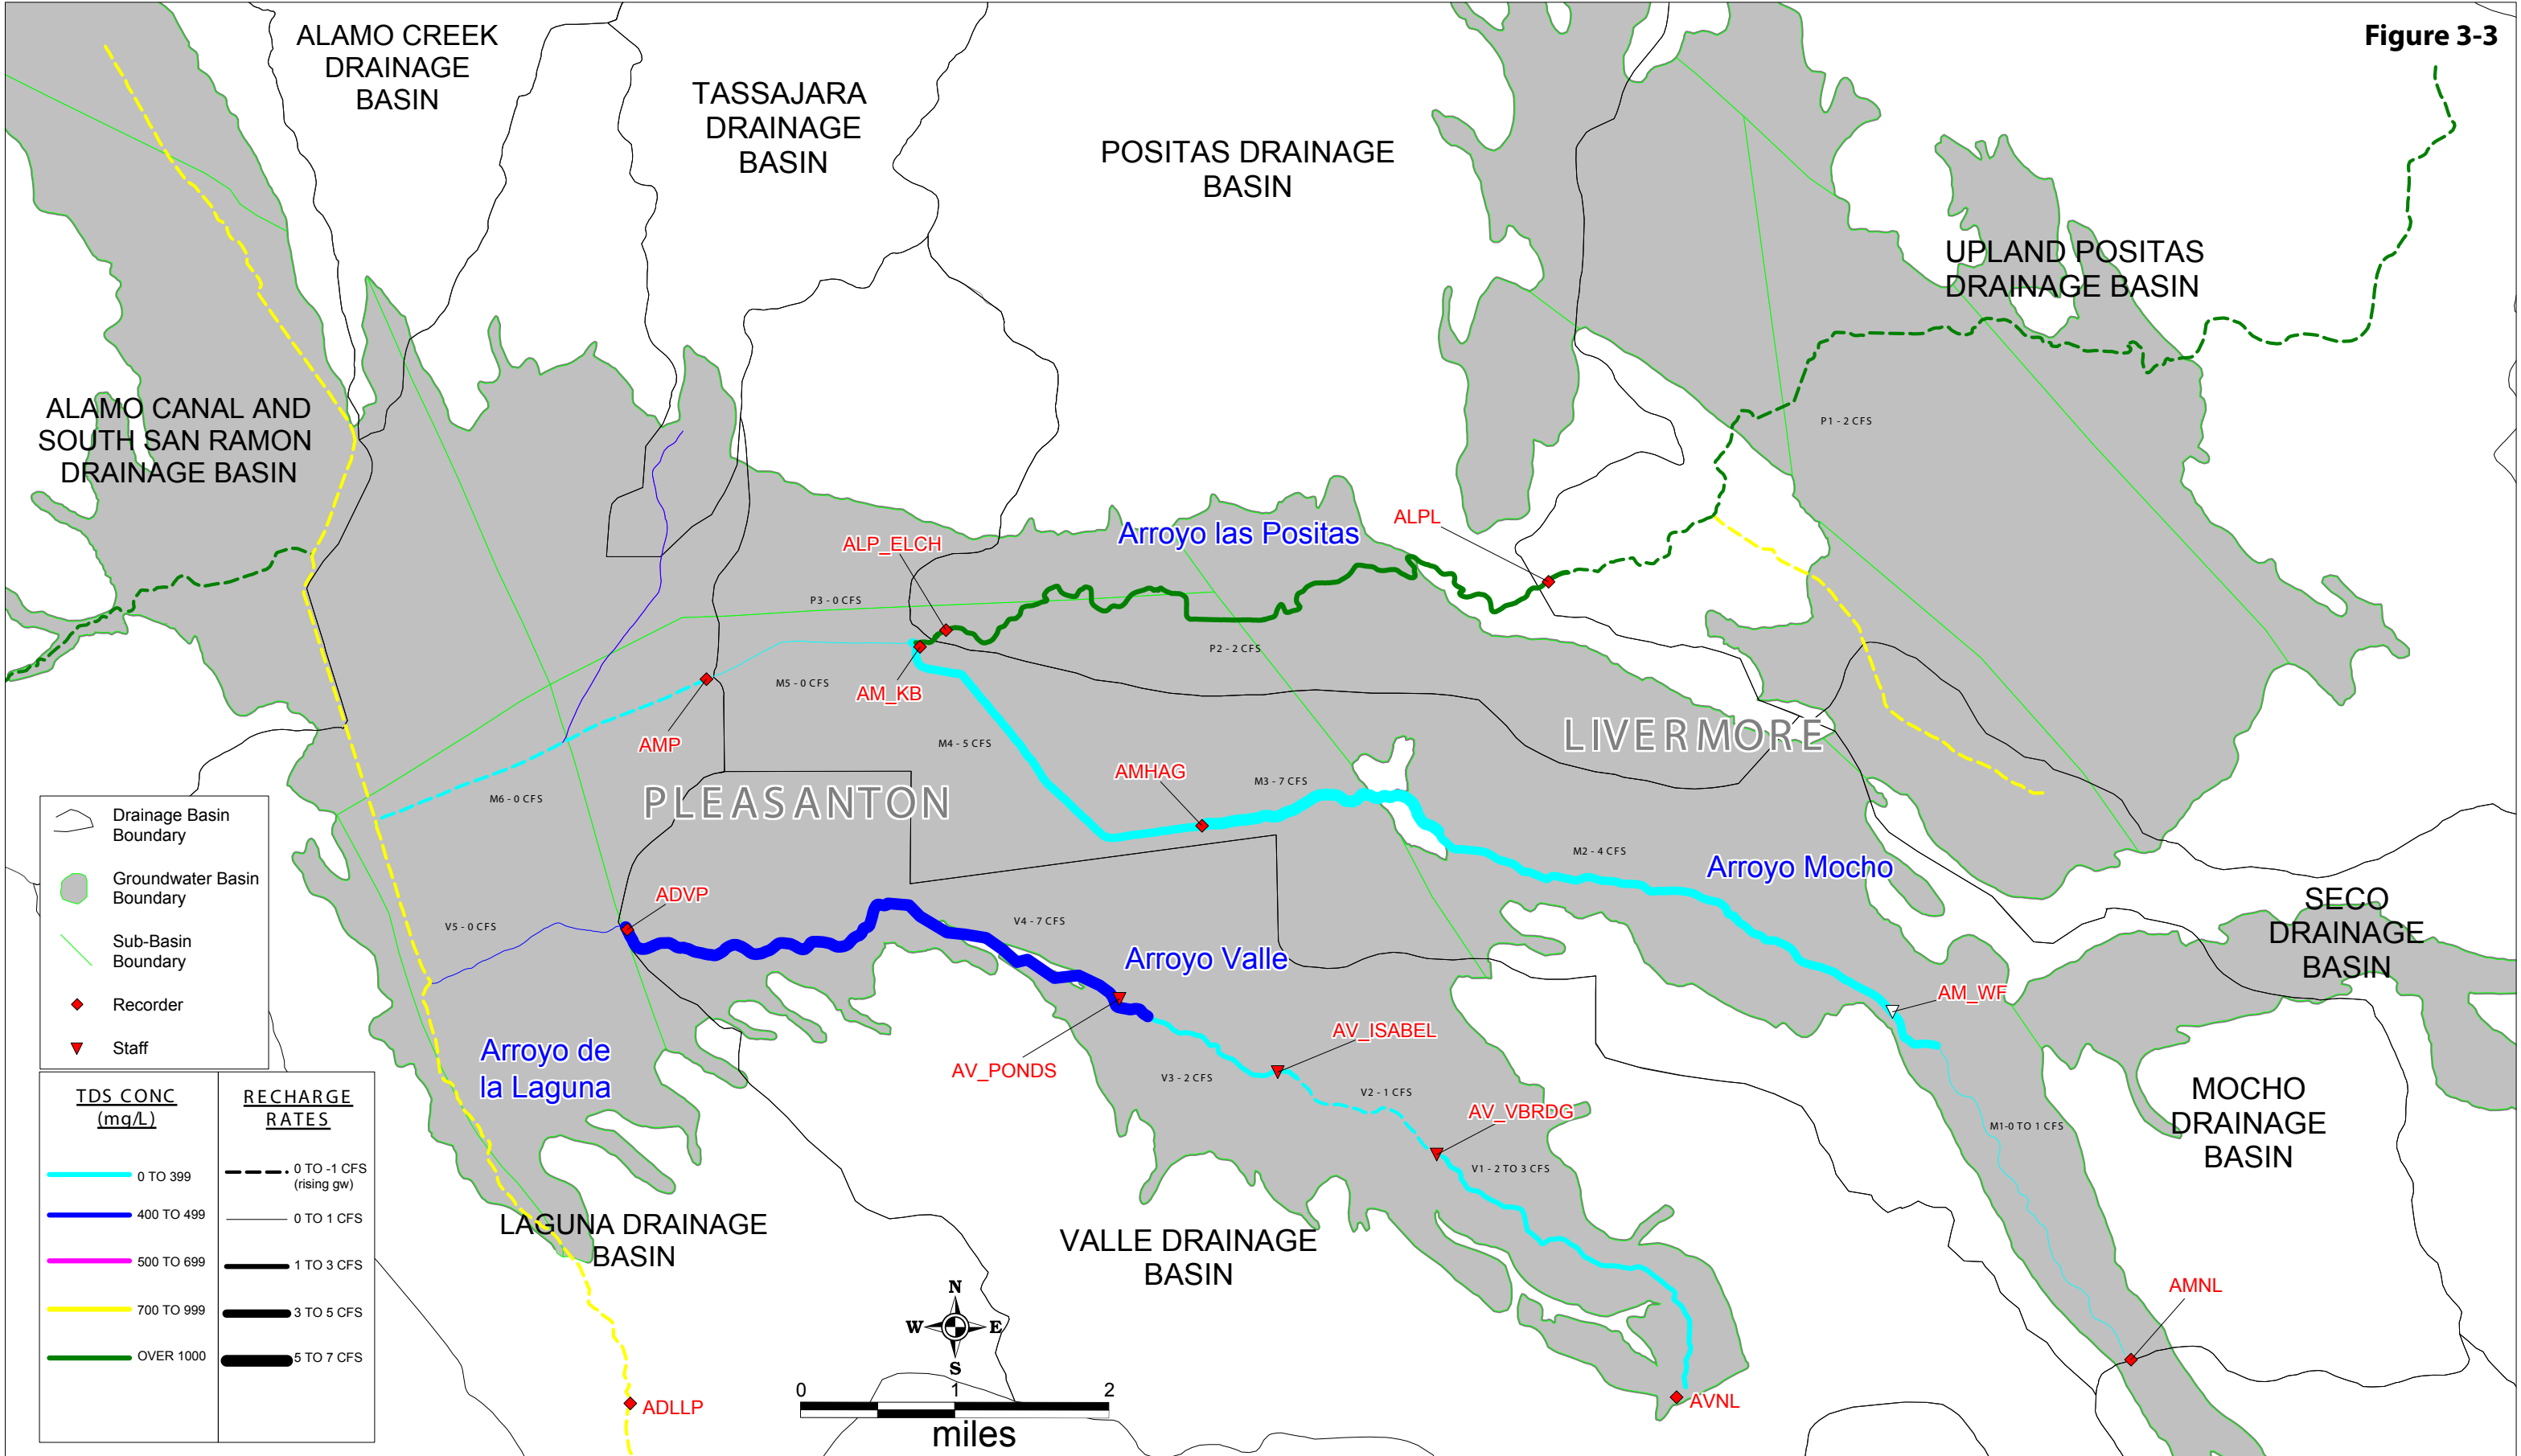 Figure 3-3
ALAMO CREEK
DRAINAGE
BASIN
TASSAJARA
DRAINAGE
BASIN
POSITAS DRAINAGE
BASIN
UPLAND POSITAS
DRAINAGE BASIN
ALAMO CANAL AND
SOUTH SAN RAMON
DRAINAGE BASIN
P1 - 2 CFS
ALPL
Arroyo las Positas
ALP_ELCH
P3 - 0 CFS
P2 - 2 CFS
M5 - 0 CFS
AM_KB
AMP
M4 - 5 CFS
LIVERMORE
AMHAG
M3 - 7 CFS
PLEASANTON
M6 - 0 CFS
M2 - 4 CFS
Arroyo Mocho
ADVP
V5 - 0 CFS
V4 - 7 CFS
Arroyo Valle
SECO
DRAINAGE
BASIN
AM_WF
AV_ISABEL
AV_PONDS
V3 - 2 CFS
V2 - 1 CFS
AV_VBRDG
V1 - 2 TO 3 CFS
M1-0 TO 1 CFS
MOCHO
DRAINAGE
BASIN
Arroyo de
la Laguna
LAGUNA DRAINAGE
BASIN
VALLE DRAINAGE
BASIN
AMNL
AVNL
ADLLP
Drainage Basin
Boundary
Groundwater Basin
Boundary
Sub-Basin
Boundary
Recorder
Staff
TDS CONC
(mg/L)
0 TO 399
400 TO 499
500 TO 699
700 TO 999
OVER 1000
RECHARGE
RATES
0 TO -1 CFS
(rising gw)
0 TO 1 CFS
1 TO 3 CFS
3 TO 5 CFS
5 TO 7 CFS
N
W E
S
0 1 2
miles